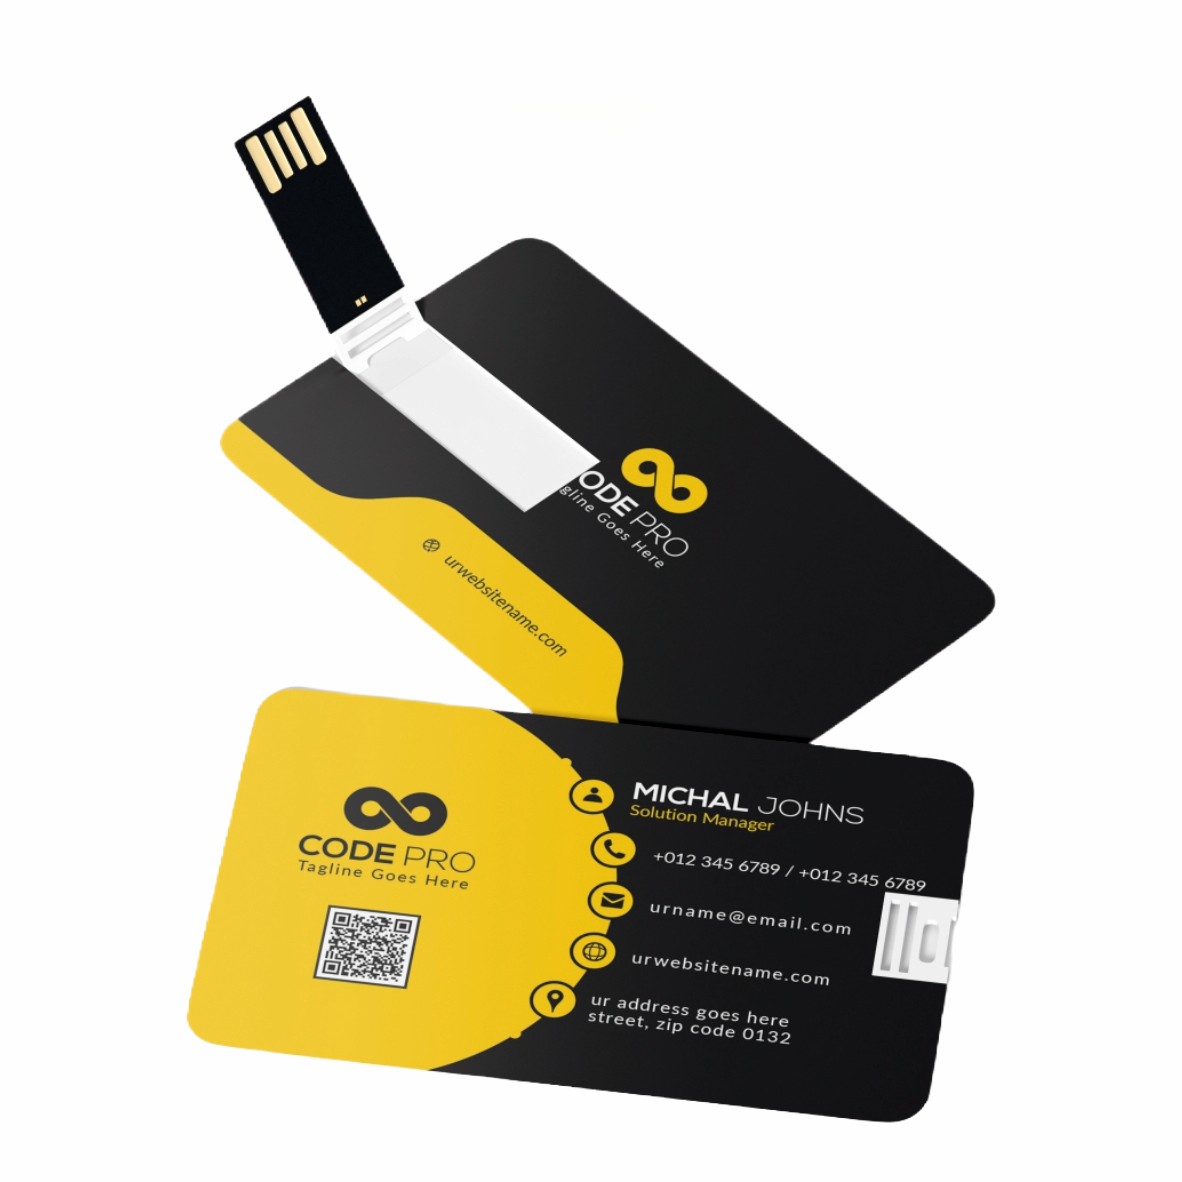 ODE PRO
gline Goes Here
urwebsitename.com
MICHAL JOHNS
Solution Manager
+012 345 6789 / +012 345 6789
urname@email.com
urwebsitename.com
ur address goes here
street, zip code 0132
CODE PRO
Tagline Goes Here